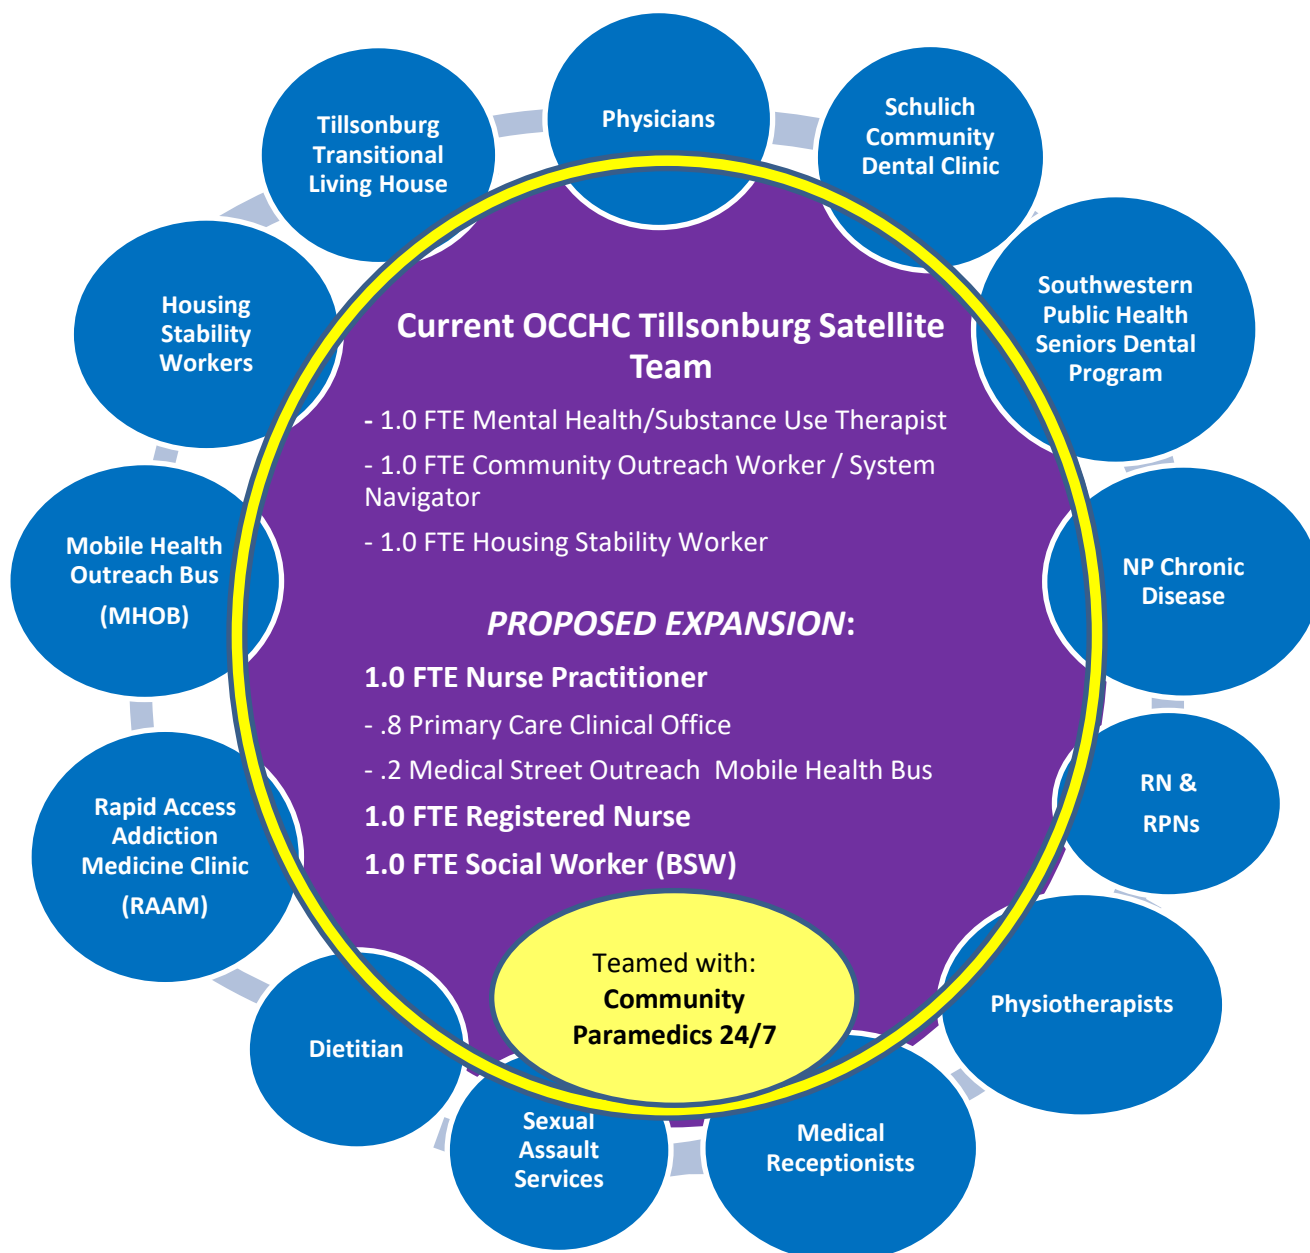 Physicians
Schulich
Community
Dental Clinic
Southwestern
Public Health
Seniors Dental
Program
NP Chronic
Disease
RN &
RPNs
Physiotherapists
Medical
Receptionists
Sexual
Assault
Services
Dietitian
Rapid Access
Addiction
Medicine Clinic
(RAAM)
Mobile Health
Outreach Bus
(MHOB)
Housing
Stability
Workers
Tillsonburg
Transitional
Living House
Current OCCHC Tillsonburg Satellite
Team
- 1.0 FTE Mental Health/Substance Use Therapist
- 1.0 FTE Community Outreach Worker / System
Navigator
- 1.0 FTE Housing Stability Worker
PROPOSED EXPANSION:
1.0 FTE Nurse Practitioner
- .8 Primary Care Clinical Office
- .2 Medical Street Outreach  Mobile Health Bus
1.0 FTE Registered Nurse
1.0 FTE Social Worker (BSW)
Teamed with:
Community
Paramedics 24/7